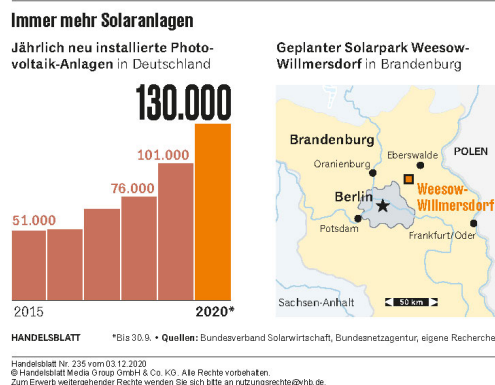 Immer mehr Solaranlagen
Jährlich neu installierte Photo-
voltaik-Anlagen in Deutschland
130.000
101.000
76.000
51.000
2015
2020*
Geplanter Solarpark Weesow-
Willmersdorf in Brandenburg
Brandenburg
Eberswalde
POLEN
Oranienburg
Berlin
Weesow-
Willmersdorf
Potsdam
Frankfurt/Oder
Sachsen-Anhalt
50 km
HANDELSBLATT
*Bis 30.9. • Quellen: Bundesverband Solarwirtschaft, Bundesnetzagentur, eigene Recherche
Handelsblatt Nr. 235 vom 03.12.2020
© Handelsblatt Media Group GmbH & Co. KG. Alle Rechte vorbehalten.
Zum Erwerb weitergehender Rechte wenden Sie sich bitte an nutzungsrechte@vhb.de.